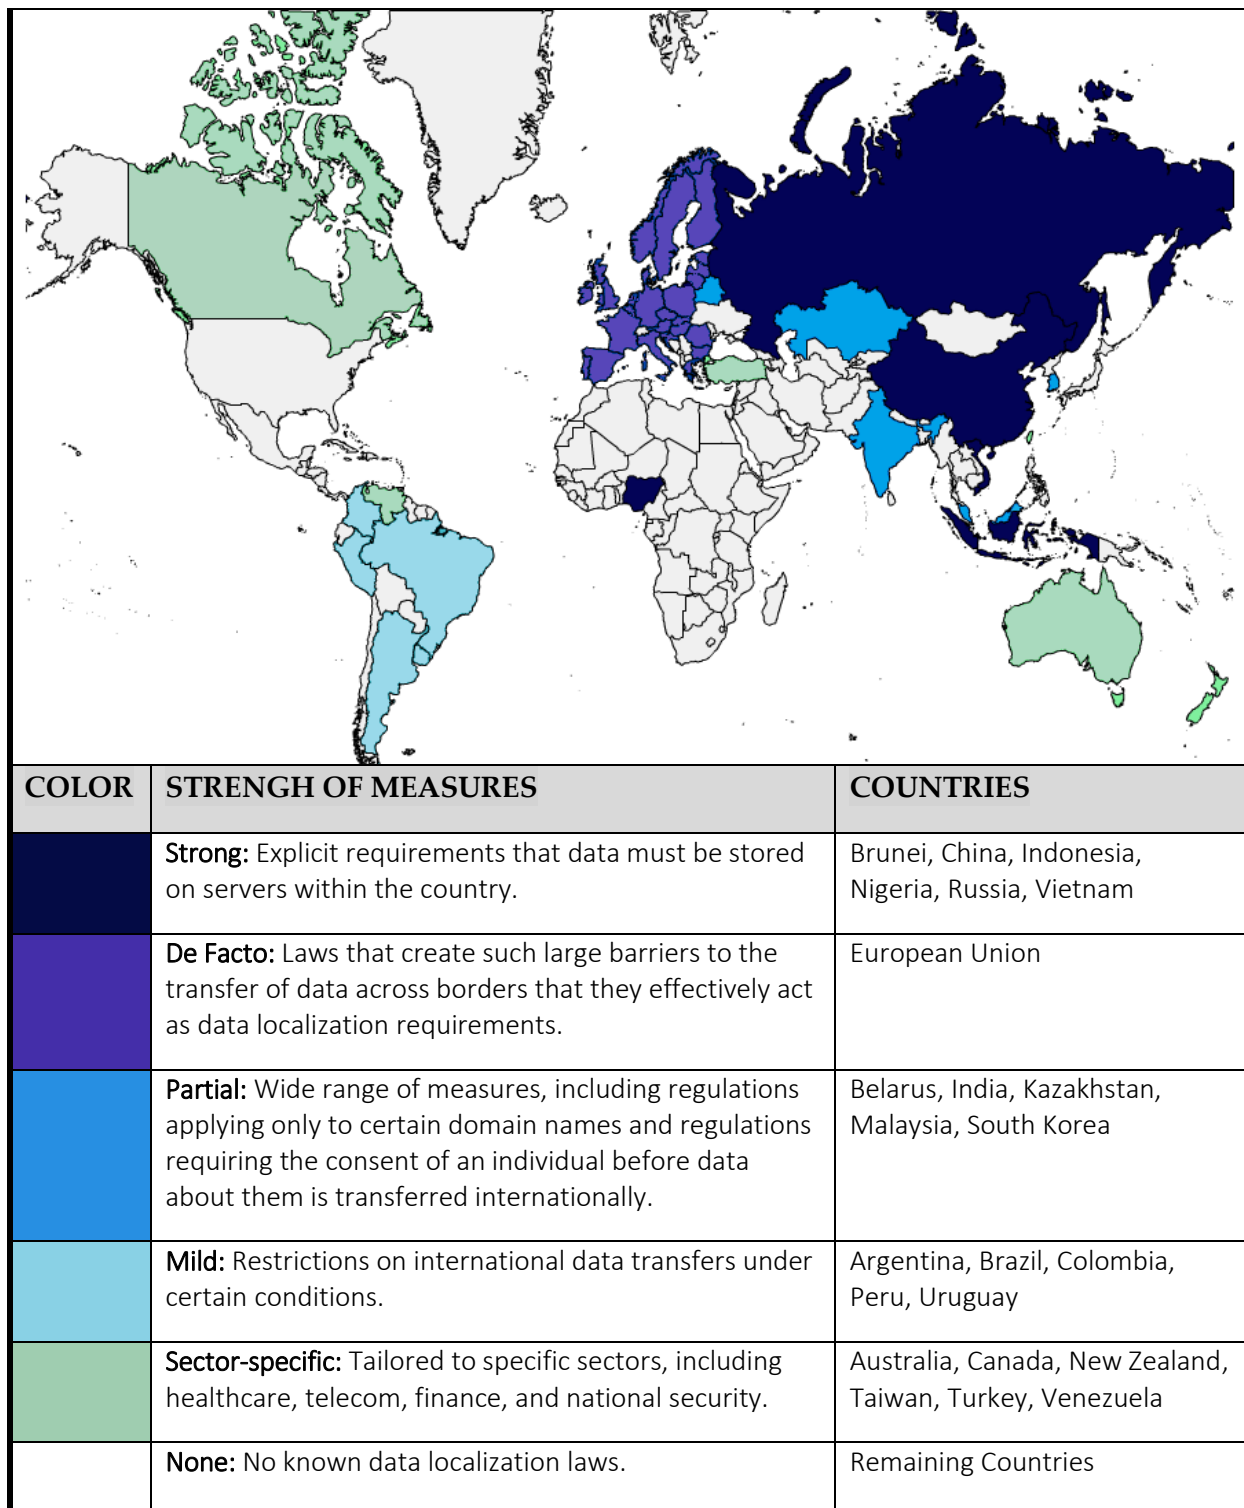 COLOR STRENGH OF MEASURES COUNTRIES
Strong: Explicit requirements that data must be stored
on servers within the country.
Brunei, China, Indonesia,
Nigeria, Russia, Vietnam
De Facto: Laws that create such large barriers to the
transfer of data across borders that they effectively act
as data localization requirements.
European Union
Partial: Wide range of measures, including regulations
applying only to certain domain names and regulations
requiring the consent of an individual before data
about them is transferred internationally.
Belarus, India, Kazakhstan,
Malaysia, South Korea
Mild: Restrictions on international data transfers under
certain conditions.
Argentina, Brazil, Colombia,
Peru, Uruguay
Sector-specific: Tailored to specific sectors, including
healthcare, telecom, finance, and national security.
Australia, Canada, New Zealand,
Taiwan, Turkey, Venezuela
None: No known data localization laws.
Remaining Countries